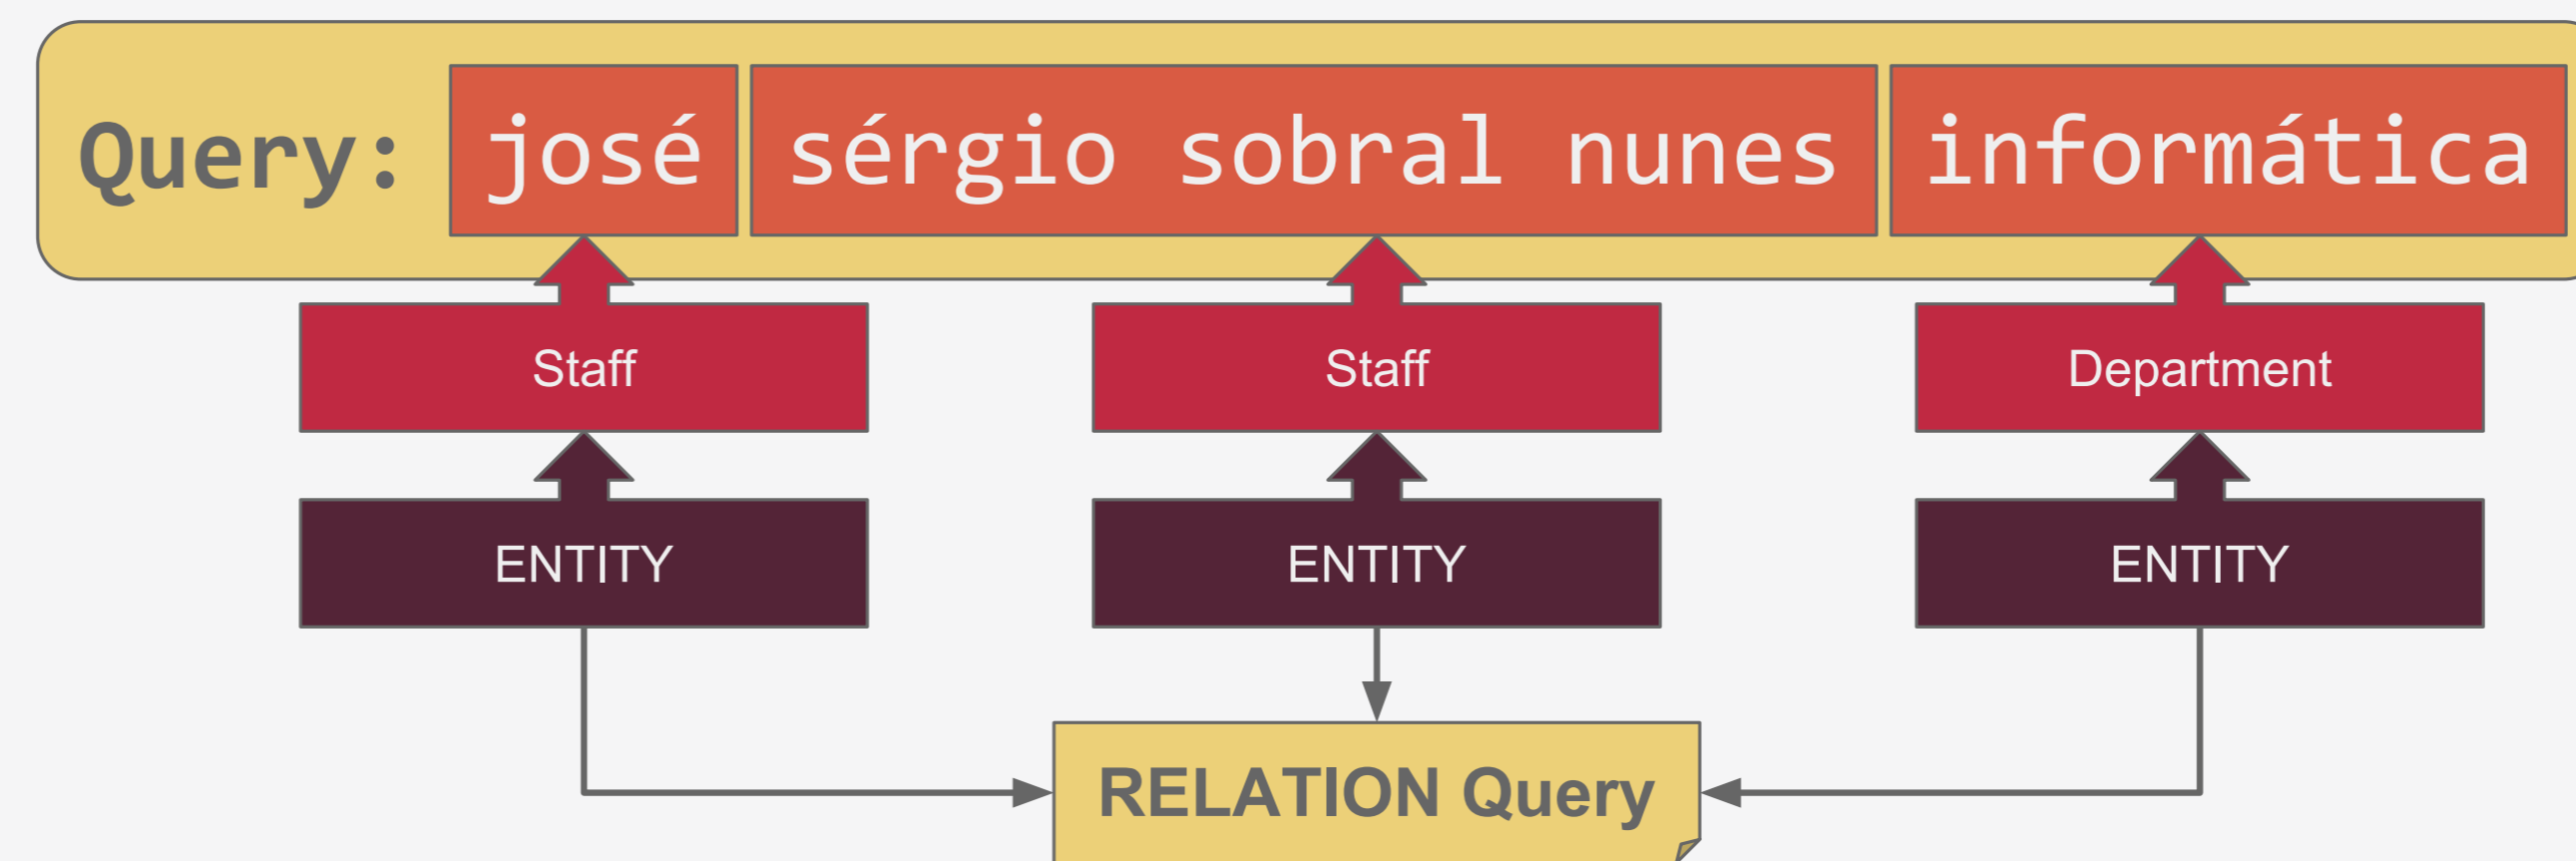 Query: josé sérgio sobral nunes informática
Staff Staff Department
ENTITY ENTITY ENTITY
RELATION Query